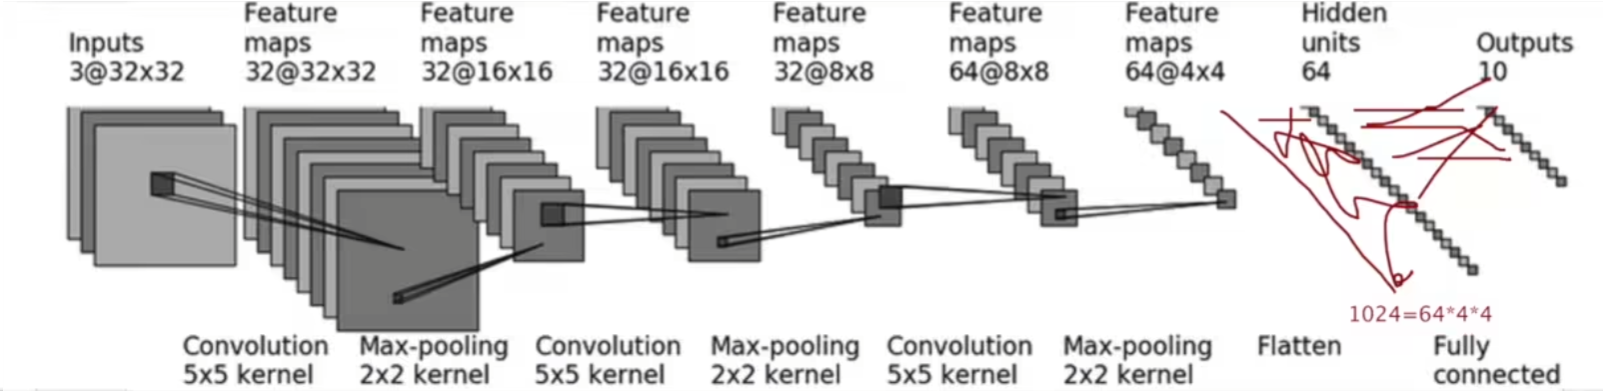 Inputs
3@32x32
Feature
maps
32@32x32
Feature
maps
32@16x16
Feature
maps
32@16x16
Feature
maps
32@8x8
Feature
maps
64@8x8
Feature
maps
64@4x4
Hidden
units
64
Outputs
10
1024=64*4*4
Convolution
5x5 kernel
Max-pooling
2x2 kernel
Convolution
5x5 kernel
Max-pooling
2x2 kernel
Convolution
5x5 kernel
Max-pooling
2x2 kernel
Flatten
Fully
connected